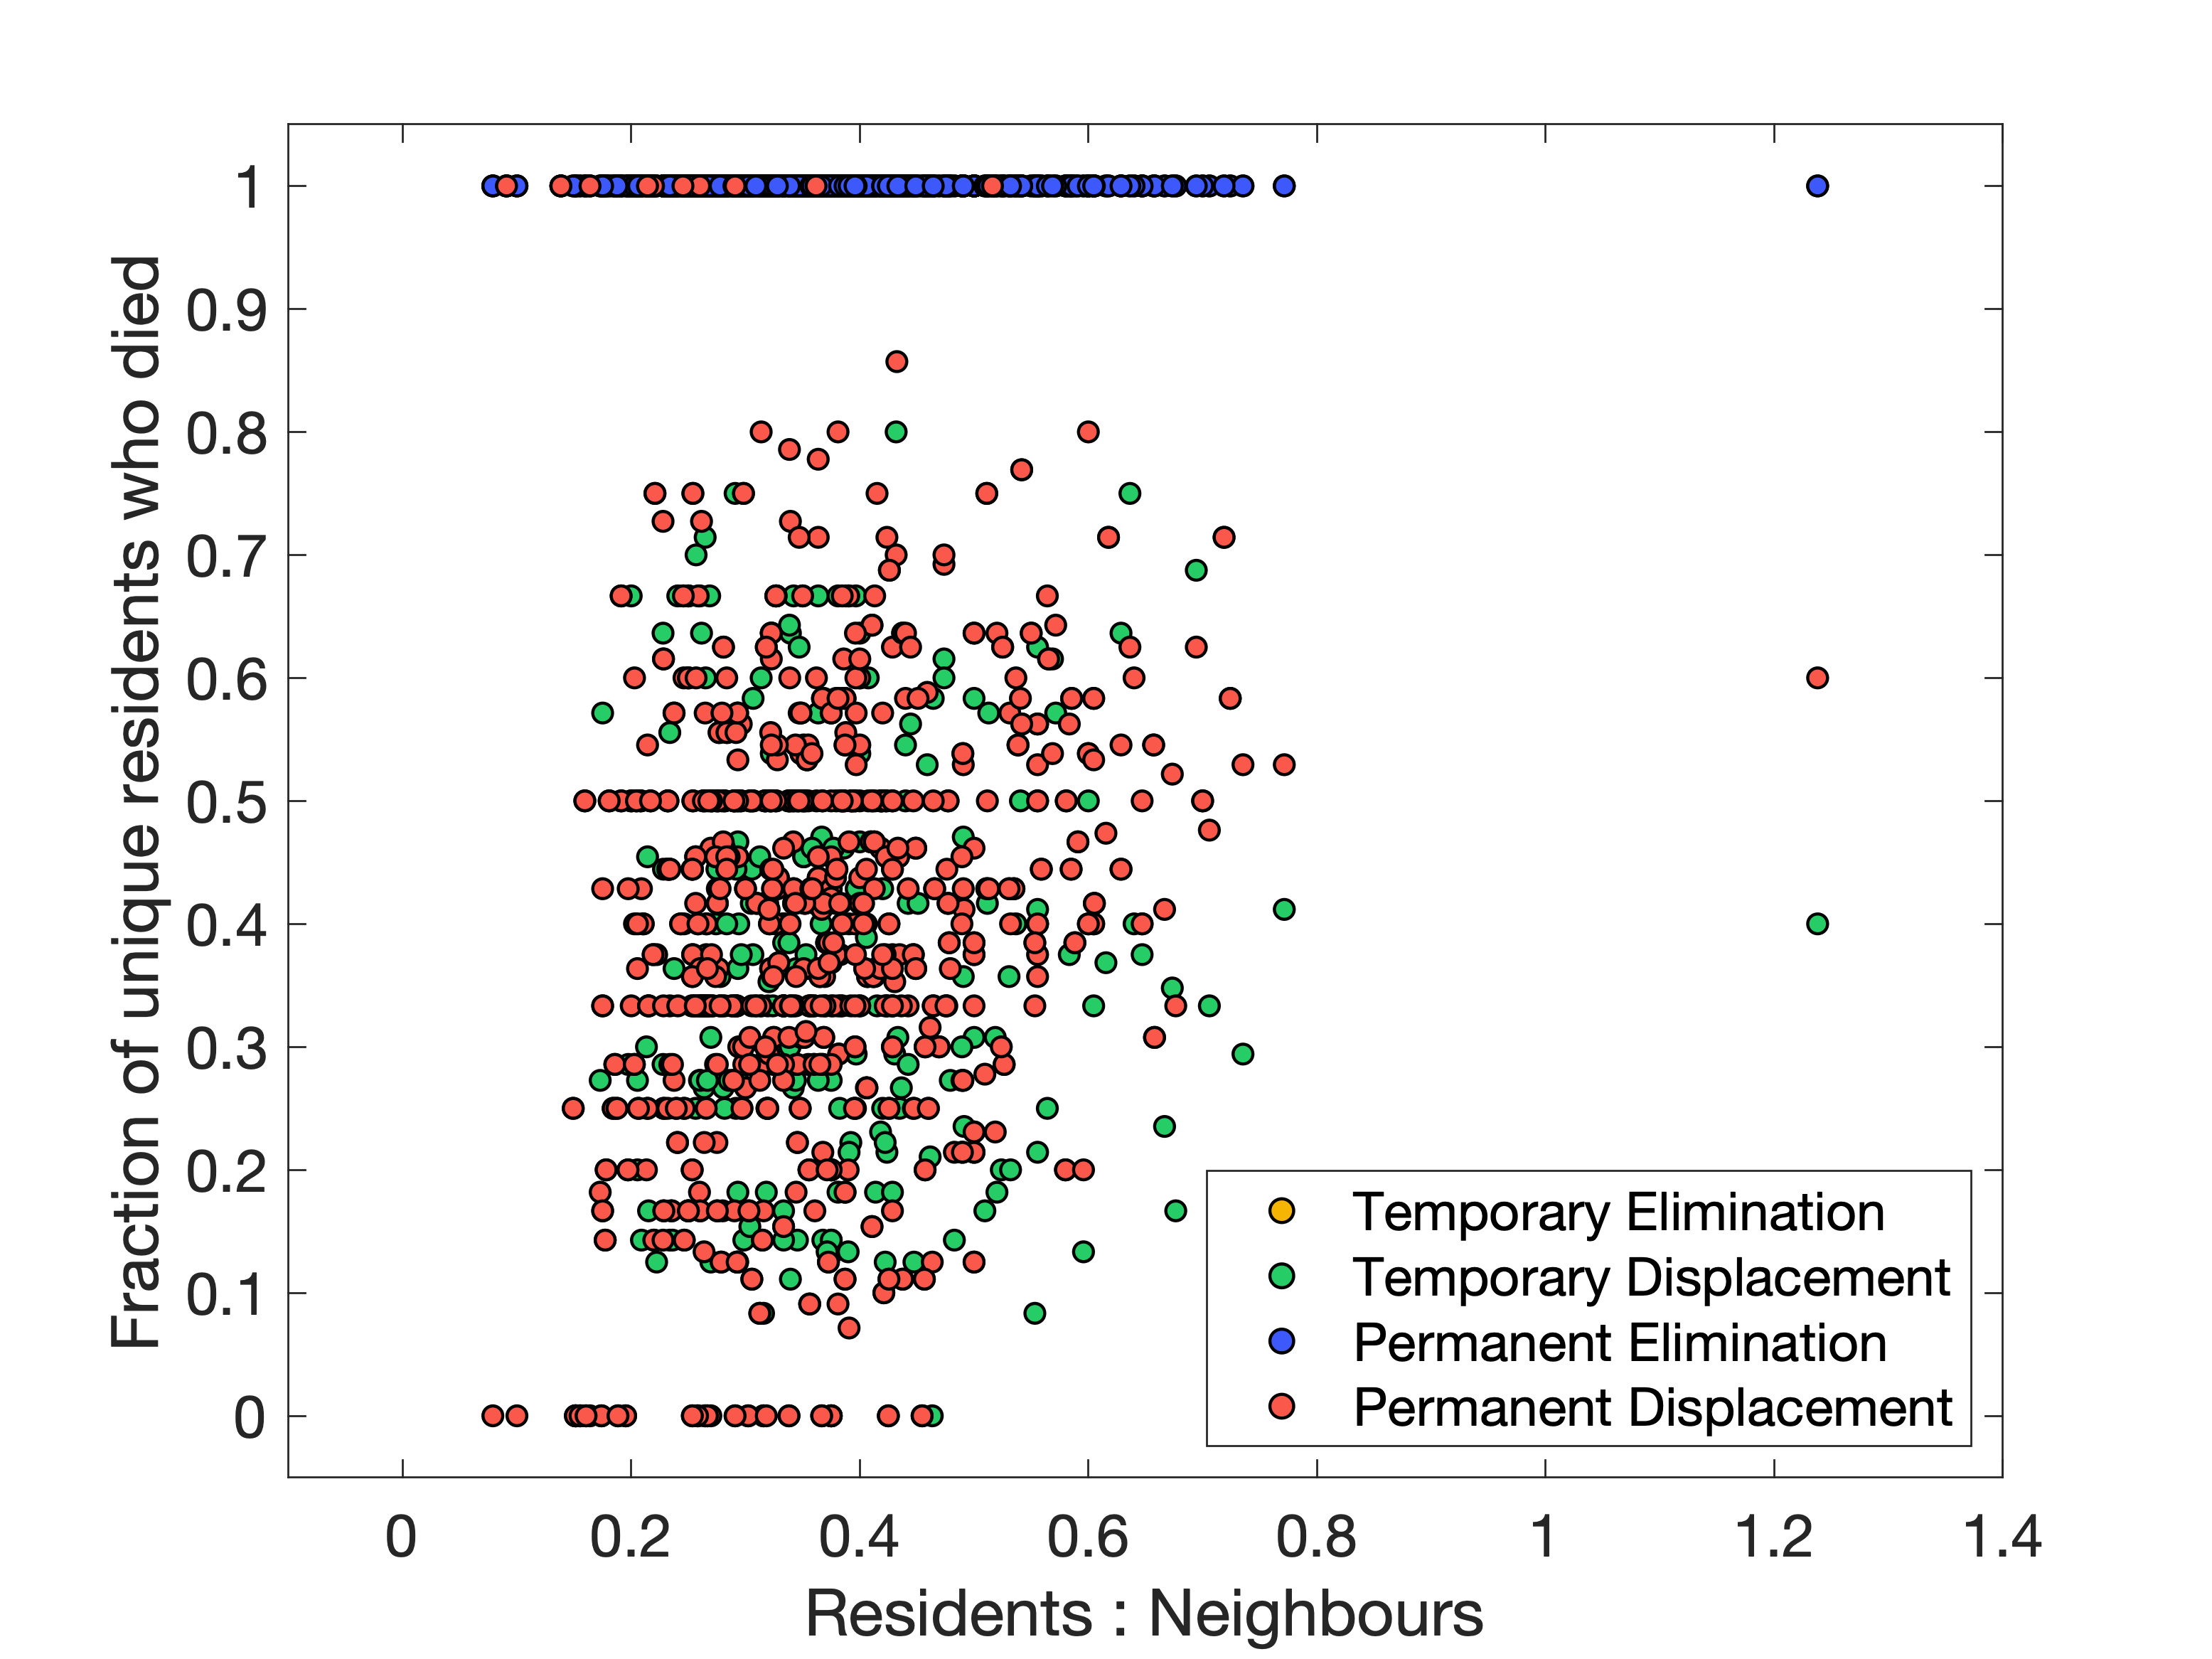 Fraction of unique residents who died
1
0.9
0.8
0.7
0.6
0.5
0.4
0.3
0.2
0.1
0
Temporary Elimination
Temporary Displacement
Permanent Elimination
Permanent Displacement
0 0.2 0.4 0.6 0.8 1 1.2 1.4
Residents : Neighbours